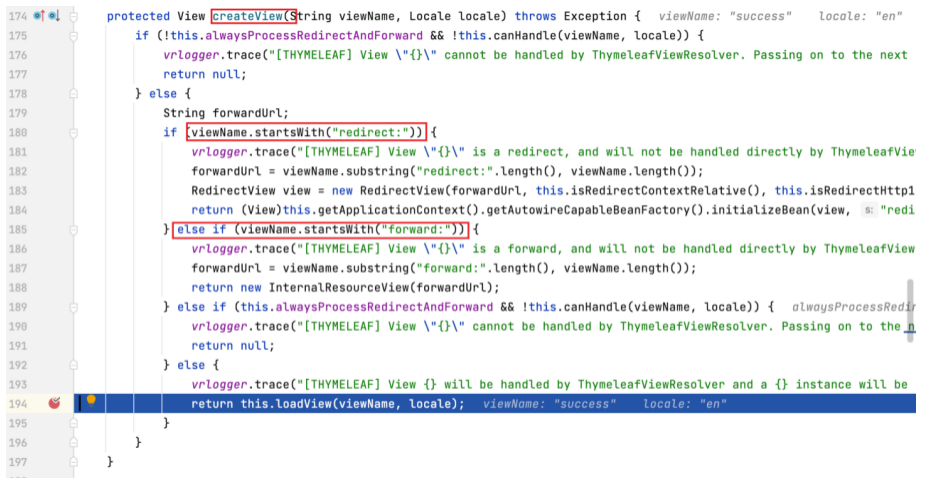 174 protected View createView(String viewName, Locale locale) throws Exception { viewName: "success" locale: "en"
175 if (!this.alwaysProcessRedirectAndForward && !this.canHandle(viewName, locale)) {
176 vrlogger.trace("[THYMELEAF] View \"{}\" cannot be handled by ThymeleafViewResolver. Passing on to the next
177 return null;
178 } else {
179 String forwardUrl;
180 if (viewName.startsWith("redirect:")) {
181 vrlogger.trace("[THYMELEAF] View \"{}\" is a redirect, and will not be handled directly by ThymeleafVie
182 forwardUrl = viewName.substring("redirect:".length(), viewName.length());
183 RedirectView view = new RedirectView(forwardUrl, this.isRedirectContextRelative(), this.isRedirectHttp1
184 return (View)this.getApplicationContext().getAutowireCapableBeanFactory().initializeBean(view, s: "redi
185 } else if (viewName.startsWith("forward:")) {
186 vrlogger.trace("[THYMELEAF] View \"{}\" is a forward, and will not be handled directly by ThymeleafView
187 forwardUrl = viewName.substring("forward:".length(), viewName.length());
188 return new InternalResourceView(forwardUrl);
189 } else if (this.alwaysProcessRedirectAndForward && !this.canHandle(viewName, locale)) { alwaysProcessRedir
190 vrlogger.trace("[THYMELEAF] View \"{}\" cannot be handled by ThymeleafViewResolver. Passing on to the n
191 return null;
192 } else {
193 vrlogger.trace("[THYMELEAF] View {} will be handled by ThymeleafViewResolver and a {} instance will be
194 return this.loadView(viewName, locale); viewName: "success" locale: "en"
195 }
196 }
197 }